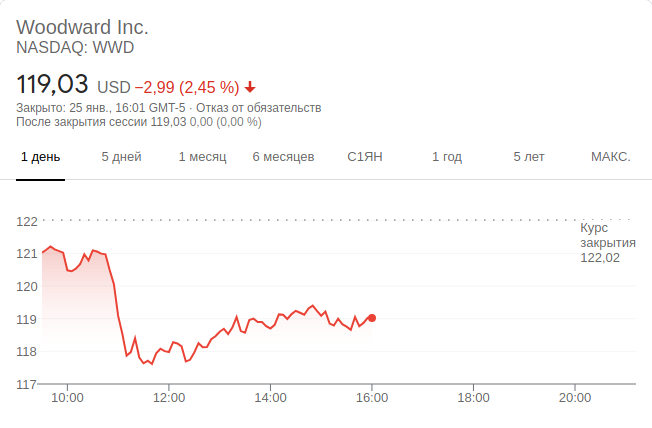 Woodward Inc.
NASDAQ: WWD
119,03 USD −2,99 (2,45 %)
Закрыто: 25 янв., 16:01 GMT-5 · Отказ от обязательств
После закрытия сессии 119,03 0,00 (0,00 %)
1 день 5 дней 1 месяц 6 месяцев С1ЯН 1 год 5 лет МАКС.
122
Курс
закрытия
122,02
121
120
119
118
117
10:00 12:00 14:00 16:00 18:00 20:00